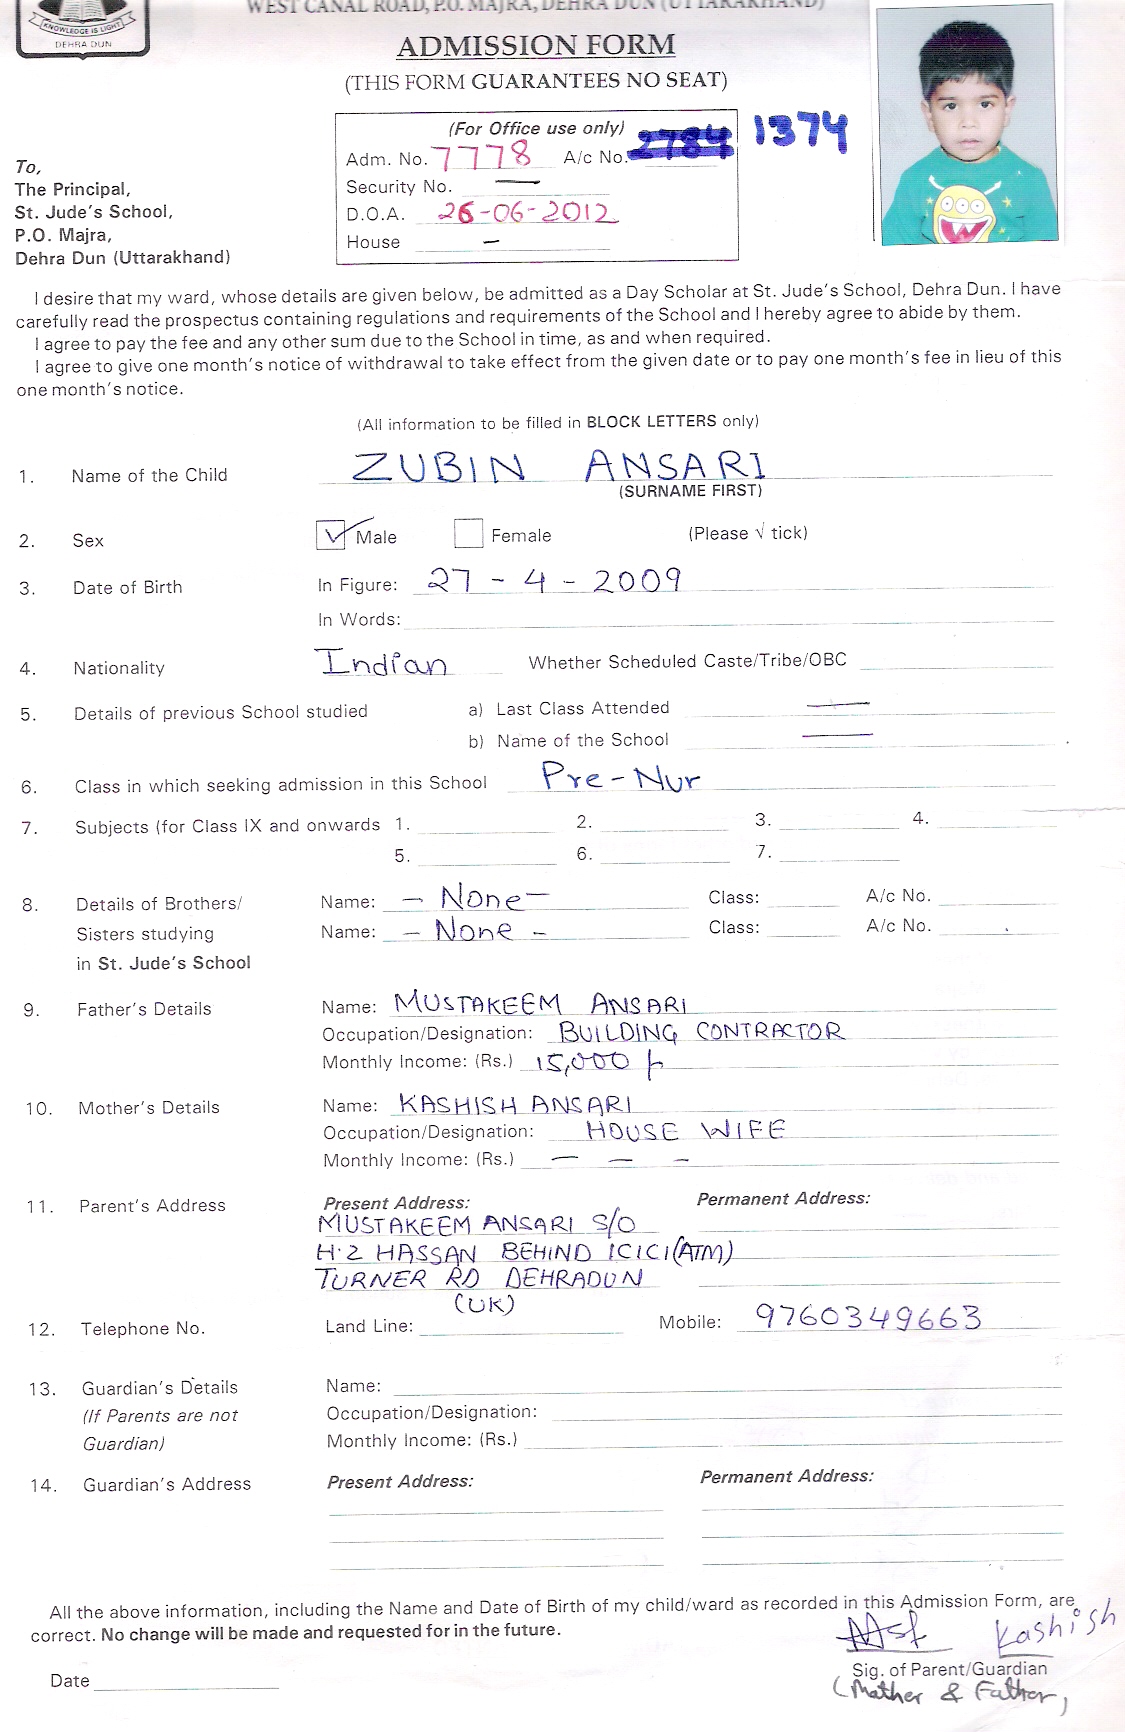 KNOWLEDGE IS LIGHT
DEHRA DUN
WEST CANAL ROAD, P.O. MAJRA, DEHRA DUN (UTTARAKHAND)
ADMISSION FORM
(THIS FORM GUARANTEES NO SEAT)
(For Office use only)
Adm. No. 7778 A/c No. 2784 1374
Security No. —
D.O.A. 26-06-2012
House –
To,
The Principal,
St. Jude's School,
P.O. Majra,
Dehra Dun (Uttarakhand)
I desire that my ward, whose details are given below, be admitted as a Day Scholar at St. Jude's School, Dehra Dun. I have
carefully read the prospectus containing regulations and requirements of the School and I hereby agree to abide by them.
I agree to pay the fee and any other sum due to the School in time, as and when required.
I agree to give one month's notice of withdrawal to take effect from the given date or to pay one month's fee in lieu of this
one month's notice.
(All information to be filled in BLOCK LETTERS only)
1. Name of the Child ZUBIN ANSARI
(SURNAME FIRST)
2. Sex ✓ Male Female (Please √ tick)
3. Date of Birth In Figure: 27 - 4 - 2009
In Words:
4. Nationality Indian Whether Scheduled Caste/Tribe/OBC
5. Details of previous School studied a) Last Class Attended —
b) Name of the School —
6. Class in which seeking admission in this School Pre-Nur
7. Subjects (for Class IX and onwards 1. 2. 3. 4.
5. 6. 7.
8. Details of Brothers/ Name: - None - Class: A/c No.
Sisters studying Name: - None - Class: A/c No.
in St. Jude's School
9. Father's Details Name: MUSTAKEEM ANSARI
Occupation/Designation: BUILDING CONTRACTOR
Monthly Income: (Rs.) 15,000/-
10. Mother's Details Name: KASHISH ANSARI
Occupation/Designation: HOUSE WIFE
Monthly Income: (Rs.) — — -
11. Parent's Address Present Address: Permanent Address:
MUSTAKEEM ANSARI S/O
H.Z HASSAN BEHIND ICICI(ATM)
TURNER RD DEHRADUN
(UK)
12. Telephone No. Land Line: Mobile: 9760349663
13. Guardian's Details Name:
(If Parents are not Occupation/Designation:
Guardian) Monthly Income: (Rs.)
14. Guardian's Address Present Address: Permanent Address:
All the above information, including the Name and Date of Birth of my child/ward as recorded in this Admission Form, are
correct. No change will be made and requested for in the future.
Kashish
Date
Sig. of Parent/Guardian
(Mather & Father)